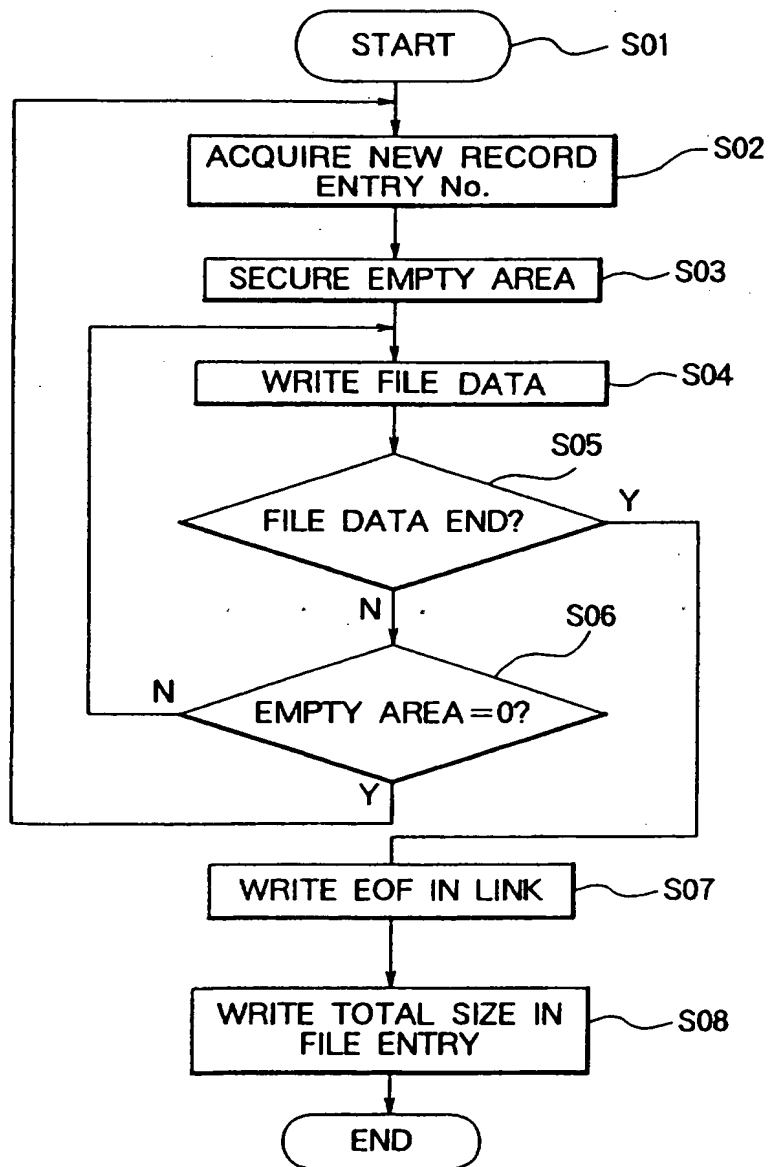 START
S01
ACQUIRE NEW RECORD
ENTRY No.
S02
SECURE EMPTY AREA
S03
WRITE FILE DATA
S04
S05
FILE DATA END?
Y
N
S06
N
EMPTY AREA=0?
Y
WRITE EOF IN LINK
S07
WRITE TOTAL SIZE IN
FILE ENTRY
S08
END